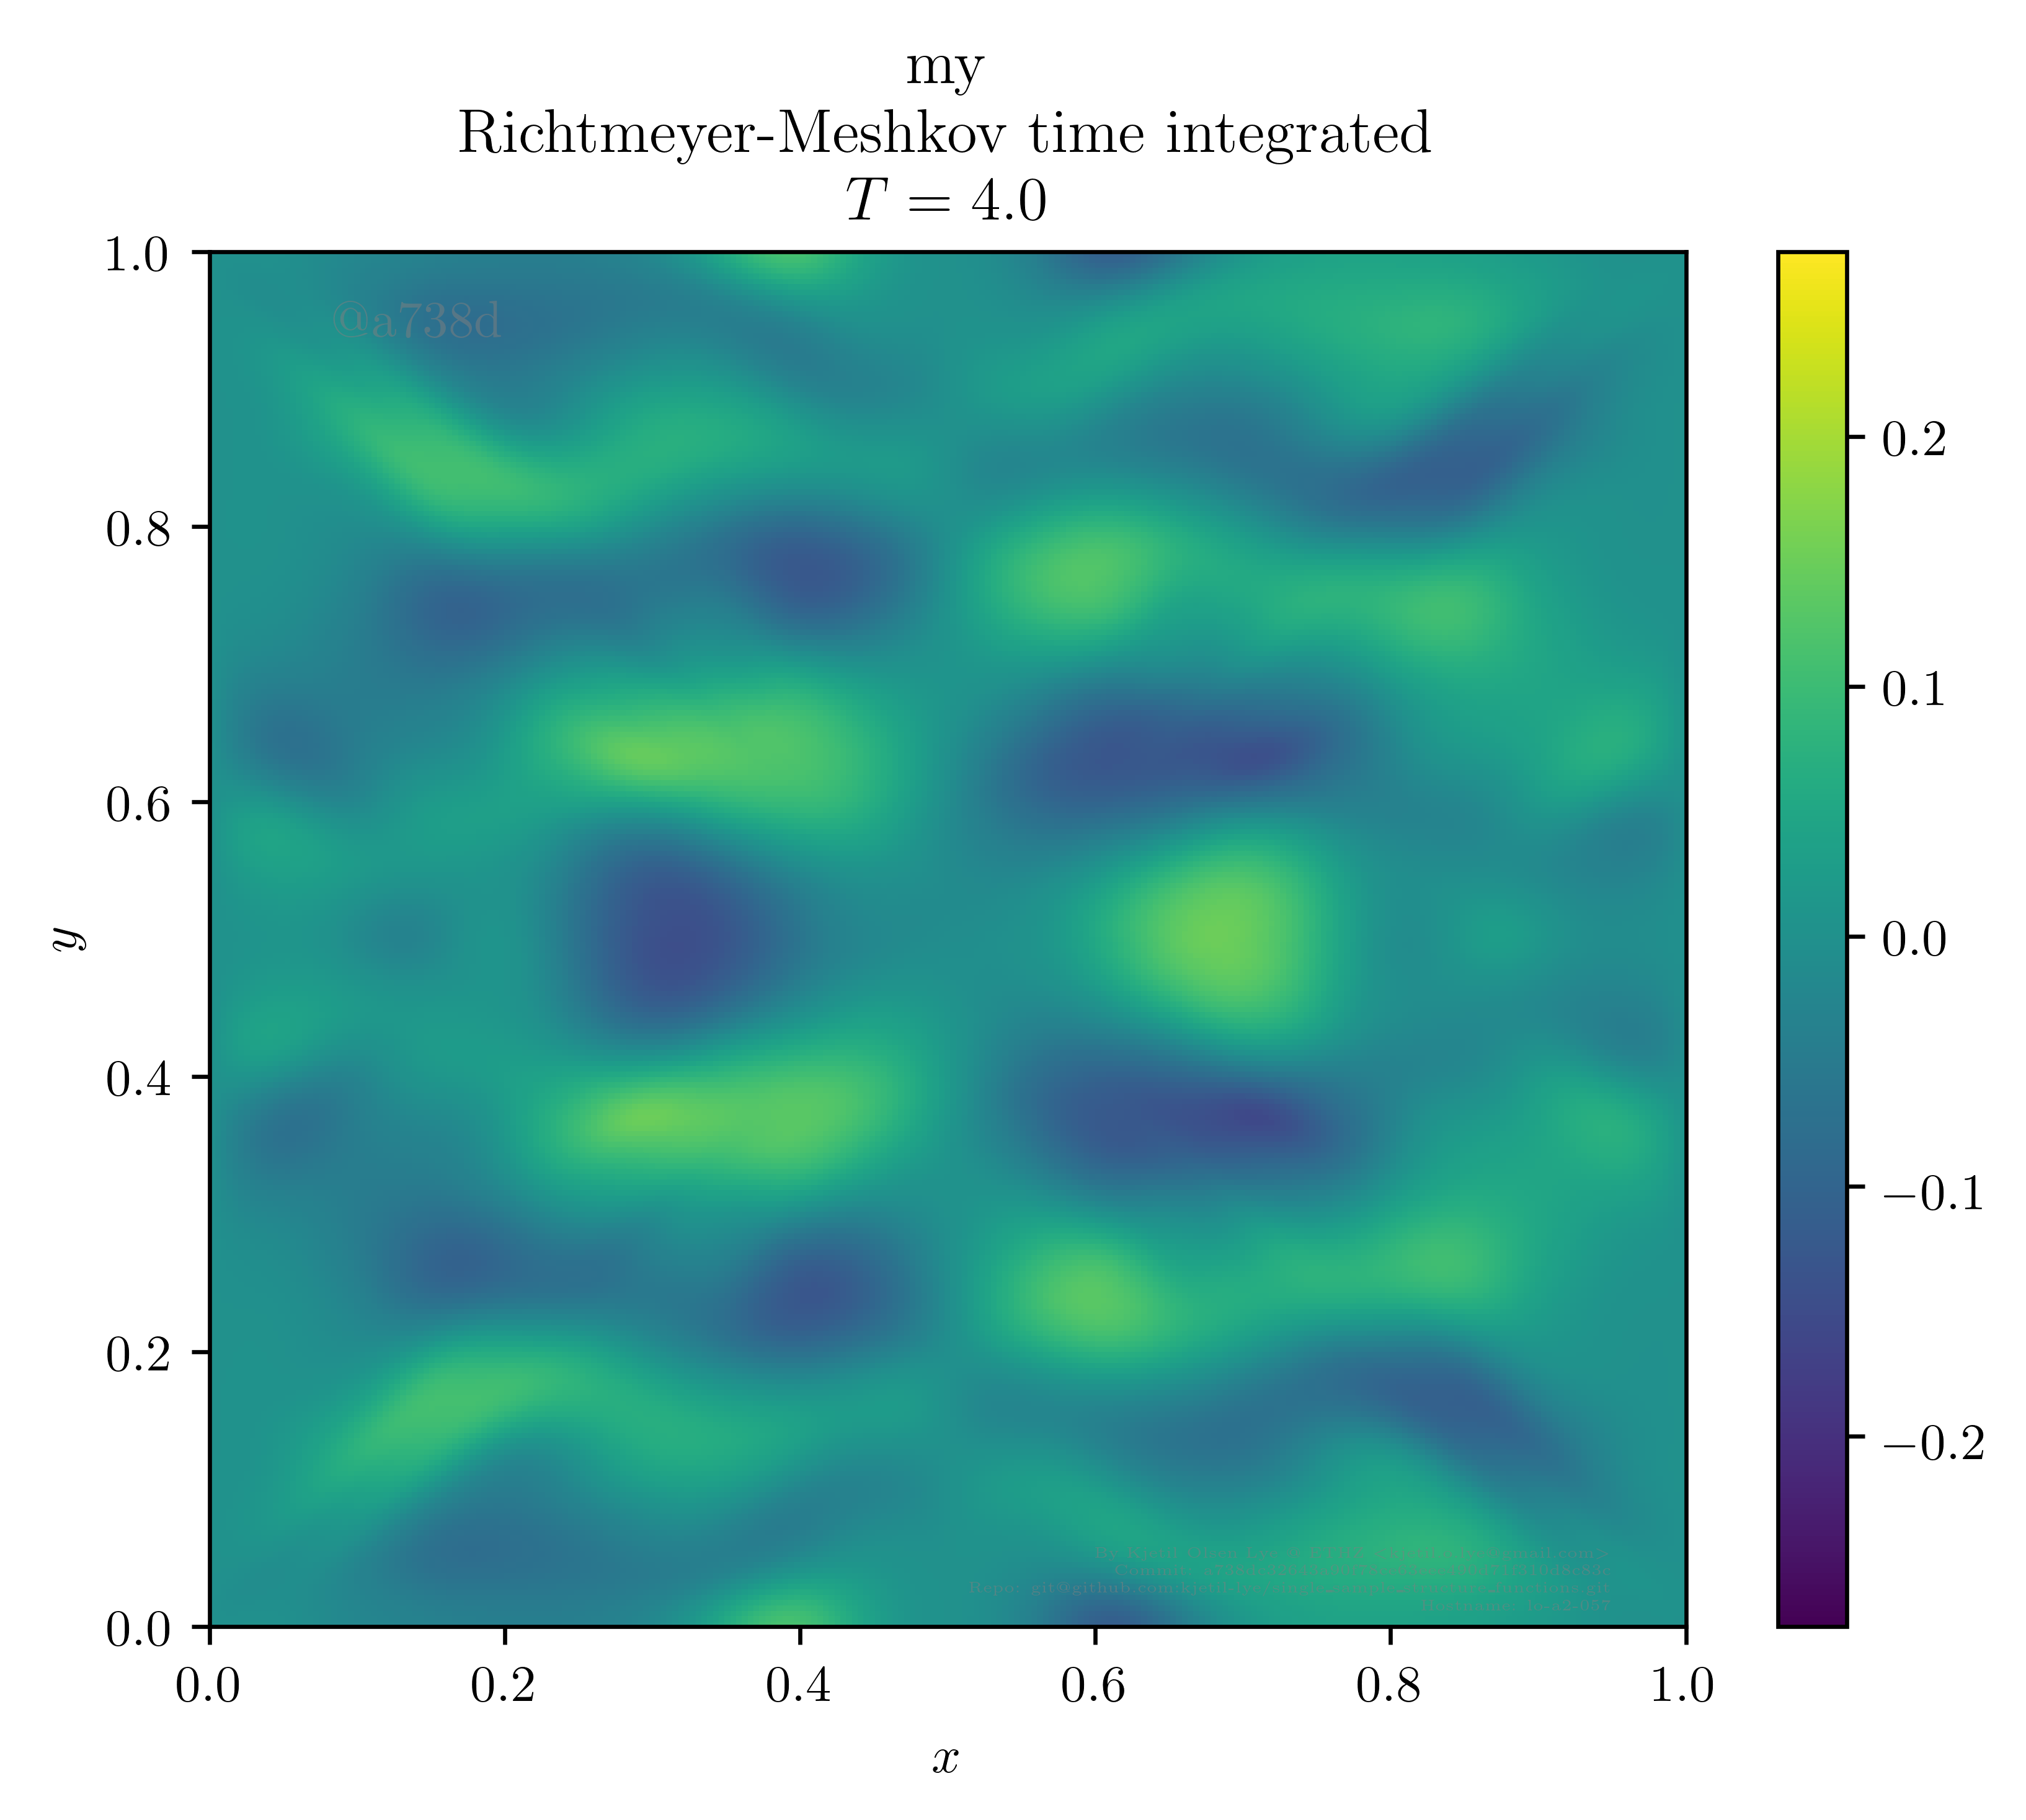 my
Richtmeyer-Meshkov time integrated
T = 4.0
1.0
0.8
0.6
0.4
0.2
0.0
y
0.0 0.2 0.4 0.6 0.8 1.0
x
0.2
0.1
0.0
−0.1
−0.2
@a738d
Commit:
Repo: